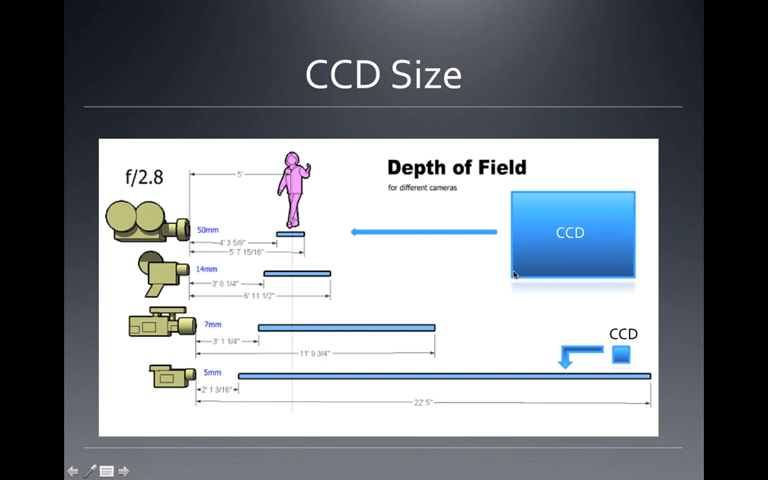 CCD Size
f/2.8
Depth of Field
for different cameras
5'
CCD
50mm
4' 3 5/8"
5' 7 15/16"
14mm
3' 8 1/4"
6' 11 1/2"
7mm
3' 1 1/4"
11' 9 3/4"
CCD
5mm
2' 1 3/16"
22' 5"